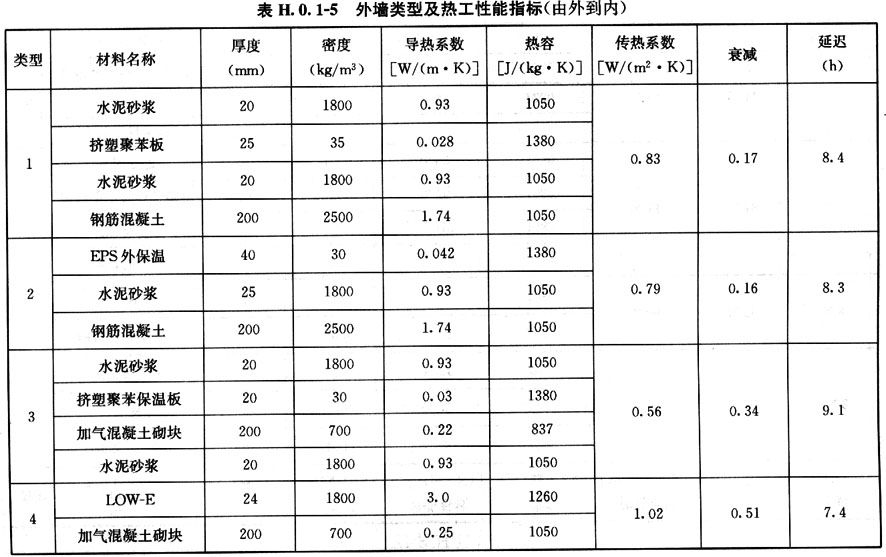 表 H.0.1-5 外墙类型及热工性能指标(由外到内)
类型 材料名称 厚度 (mm) 密度 (kg/m³) 导热系数 [W/(m·K)] 热容 [J/(kg·K)] 传热系数 [W/(m²·K)] 衰减 延迟 (h)
1 水泥砂浆 20 1800 0.93 1050 0.83 0.17 8.4
挤塑聚苯板 25 35 0.028 1380
水泥砂浆 20 1800 0.93 1050
钢筋混凝土 200 2500 1.74 1050
2 EPS外保温 40 30 0.042 1380 0.79 0.16 8.3
水泥砂浆 25 1800 0.93 1050
钢筋混凝土 200 2500 1.74 1050
3 水泥砂浆 20 1800 0.93 1050 0.56 0.34 9.1
挤塑聚苯保温板 20 30 0.03 1380
加气混凝土砌块 200 700 0.22 837
水泥砂浆 20 1800 0.93 1050
4 LOW-E 24 1800 3.0 1260 1.02 0.51 7.4
加气混凝土砌块 200 700 0.25 1050